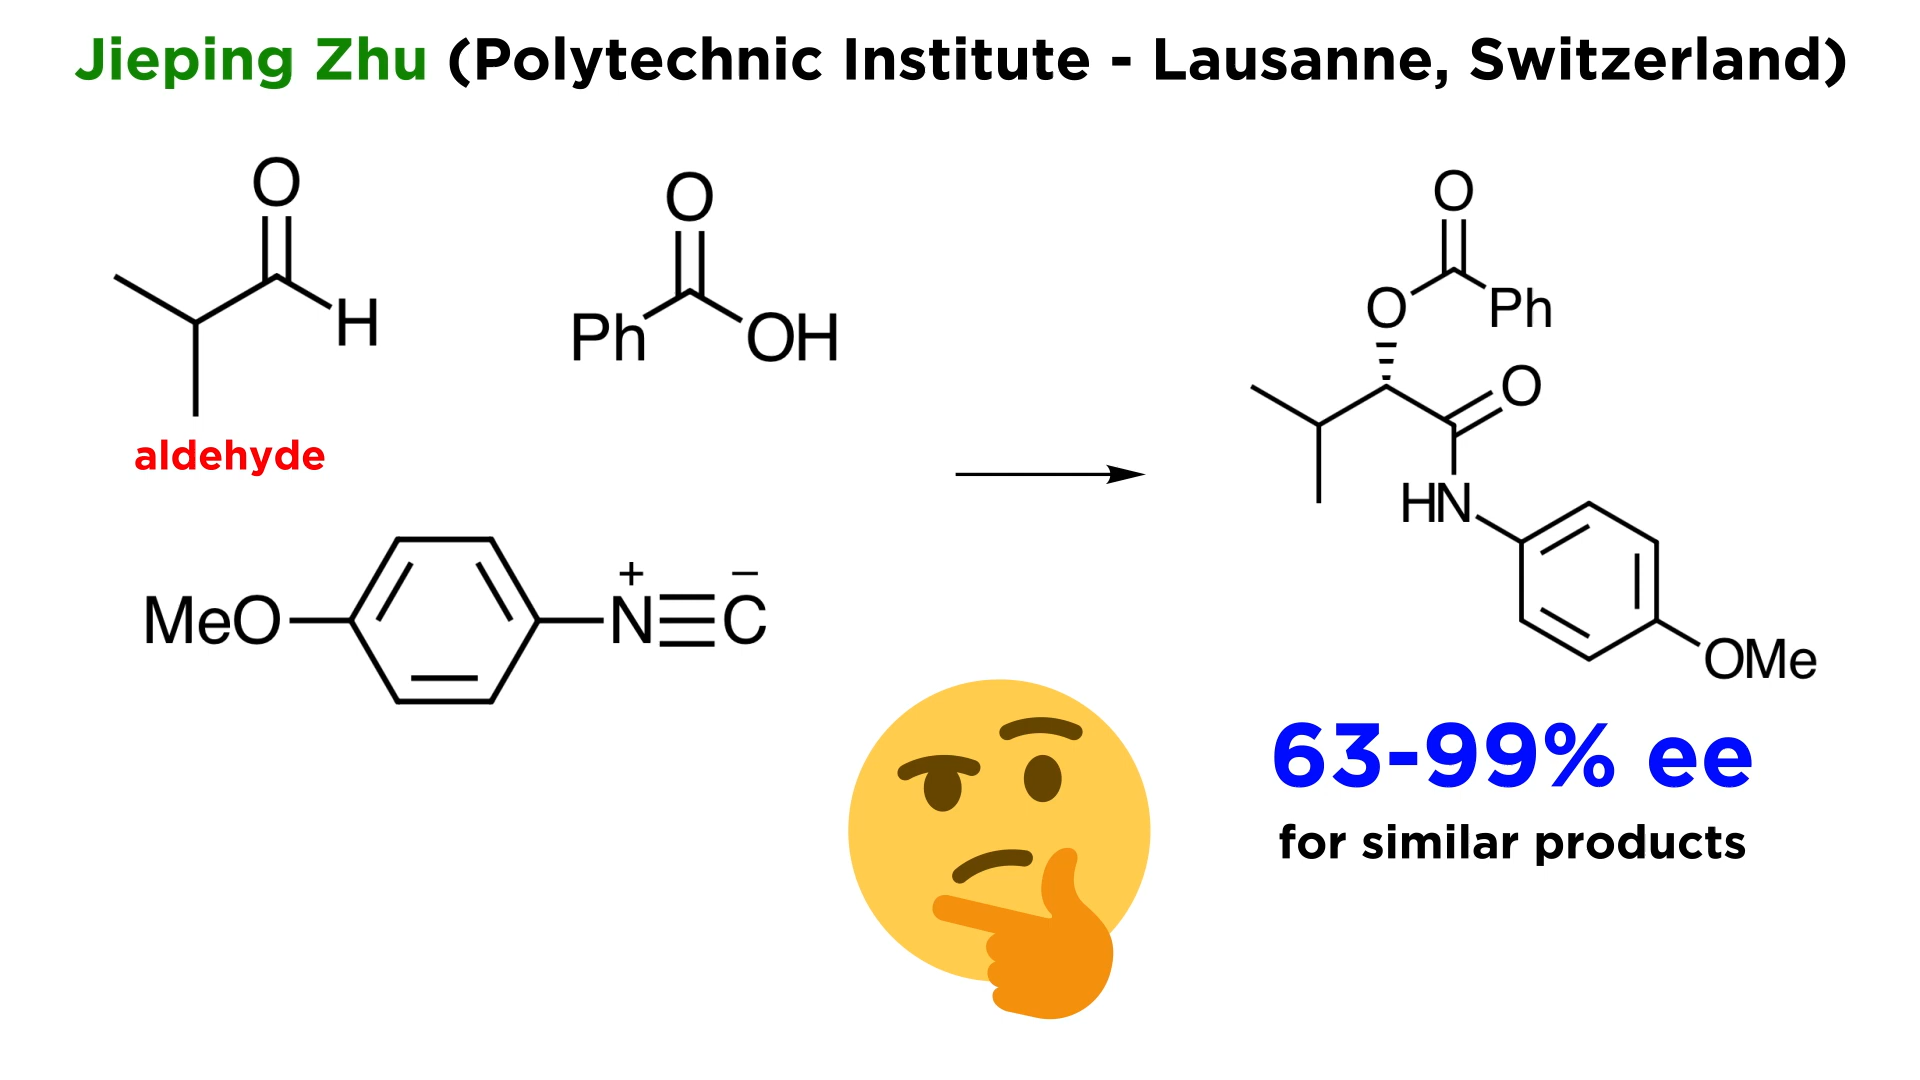 Jieping Zhu (Polytechnic Institute - Lausanne, Switzerland)
O
H
aldehyde
O
Ph
OH
MeO
N
+
C
−
O
O
Ph
O
HN
OMe
63-99% ee
for similar products